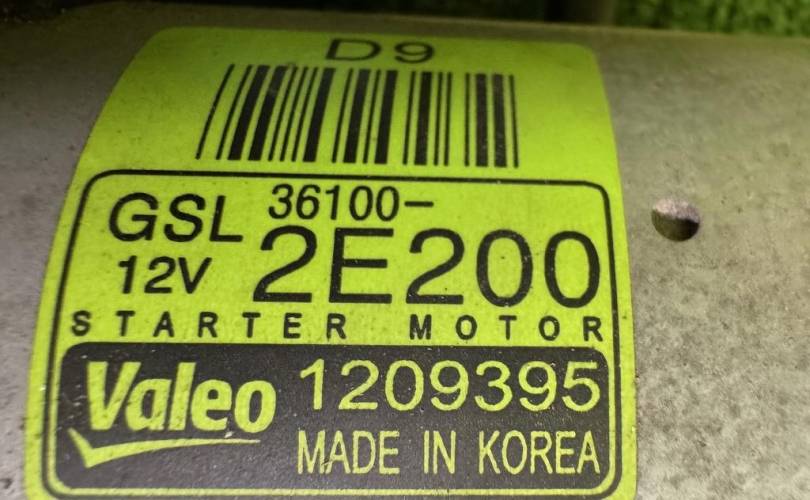 D9
GSL 36100-
12V 2E200
STARTER MOTOR
Valeo 1209395
MADE IN KOREA